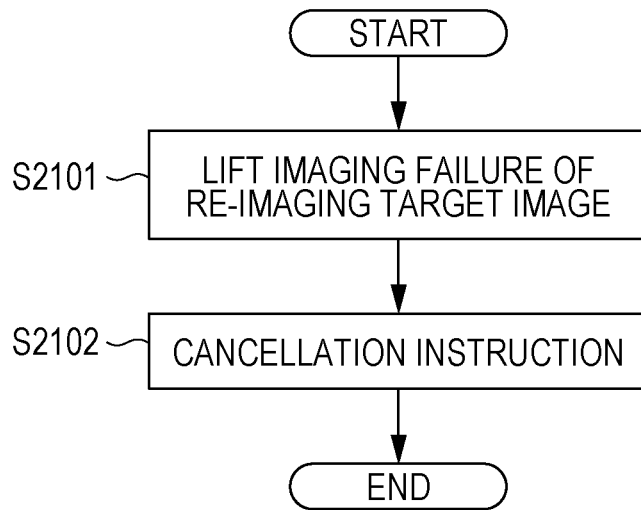 START
S2101
LIFT IMAGING FAILURE OF
RE-IMAGING TARGET IMAGE
S2102
CANCELLATION INSTRUCTION
END